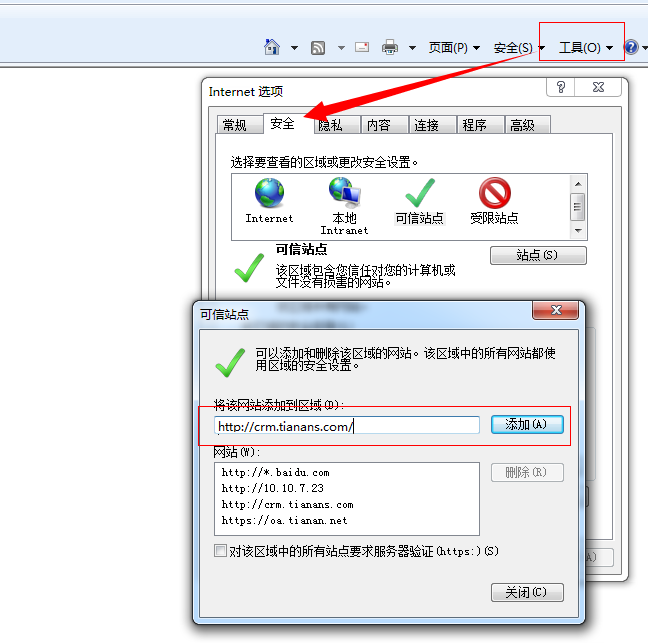 页面(P) 安全(S) 工具(O)
Internet 选项
常规 安全 隐私 内容 连接 程序 高级
选择要查看的区域或更改安全设置。
Internet 本地 Intranet 可信站点 受限站点
可信站点
站点(S)
该区域包含您信任对您的计算机或
文件没有损害的网站。
可信站点
可以添加和删除该区域的网站。该区域中的所有网站都使
用区域的安全设置。
将该网站添加到区域(D):
http://crm.tianans.com/ 添加(A)
网站(W):
http://*.baidu.com 删除(R)
http://10.10.7.23
http://crm.tianans.com
https://oa.tianan.net
对该区域中的所有站点要求服务器验证(https:)(S)
A)
关闭(C)